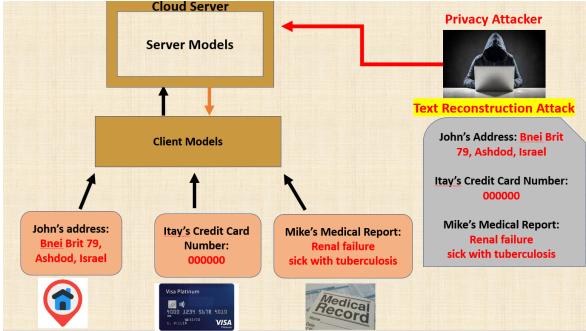 Cloud Server
Server Models
Privacy Attacker
Text Reconstruction Attack
Client Models
John's address:
Bnei Brit 79,
Ashdod, Israel
Itay's Credit Card
Number:
000000
Mike's Medical Report:
Renal failure
sick with tuberculosis
John's Address: Bnei Brit
79, Ashdod, Israel
Itay's Credit Card Number:
000000
Mike's Medical Report:
Renal failure
sick with tuberculosis
Visa Platinum
VISA
Medical
Record